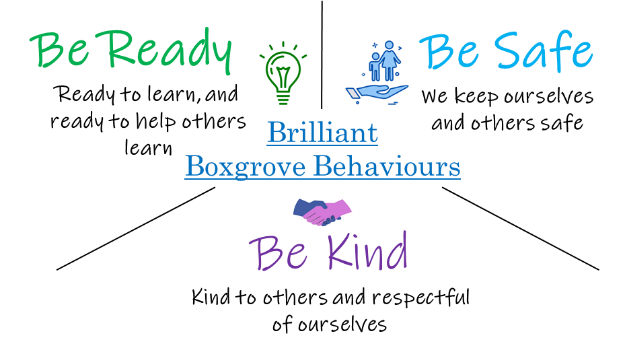 Be Ready
Ready to learn, and
ready to help others
learn
Be Safe
We keep ourselves
and others safe
Brilliant
Boxgrove Behaviours
Be Kind
Kind to others and respectful
of ourselves